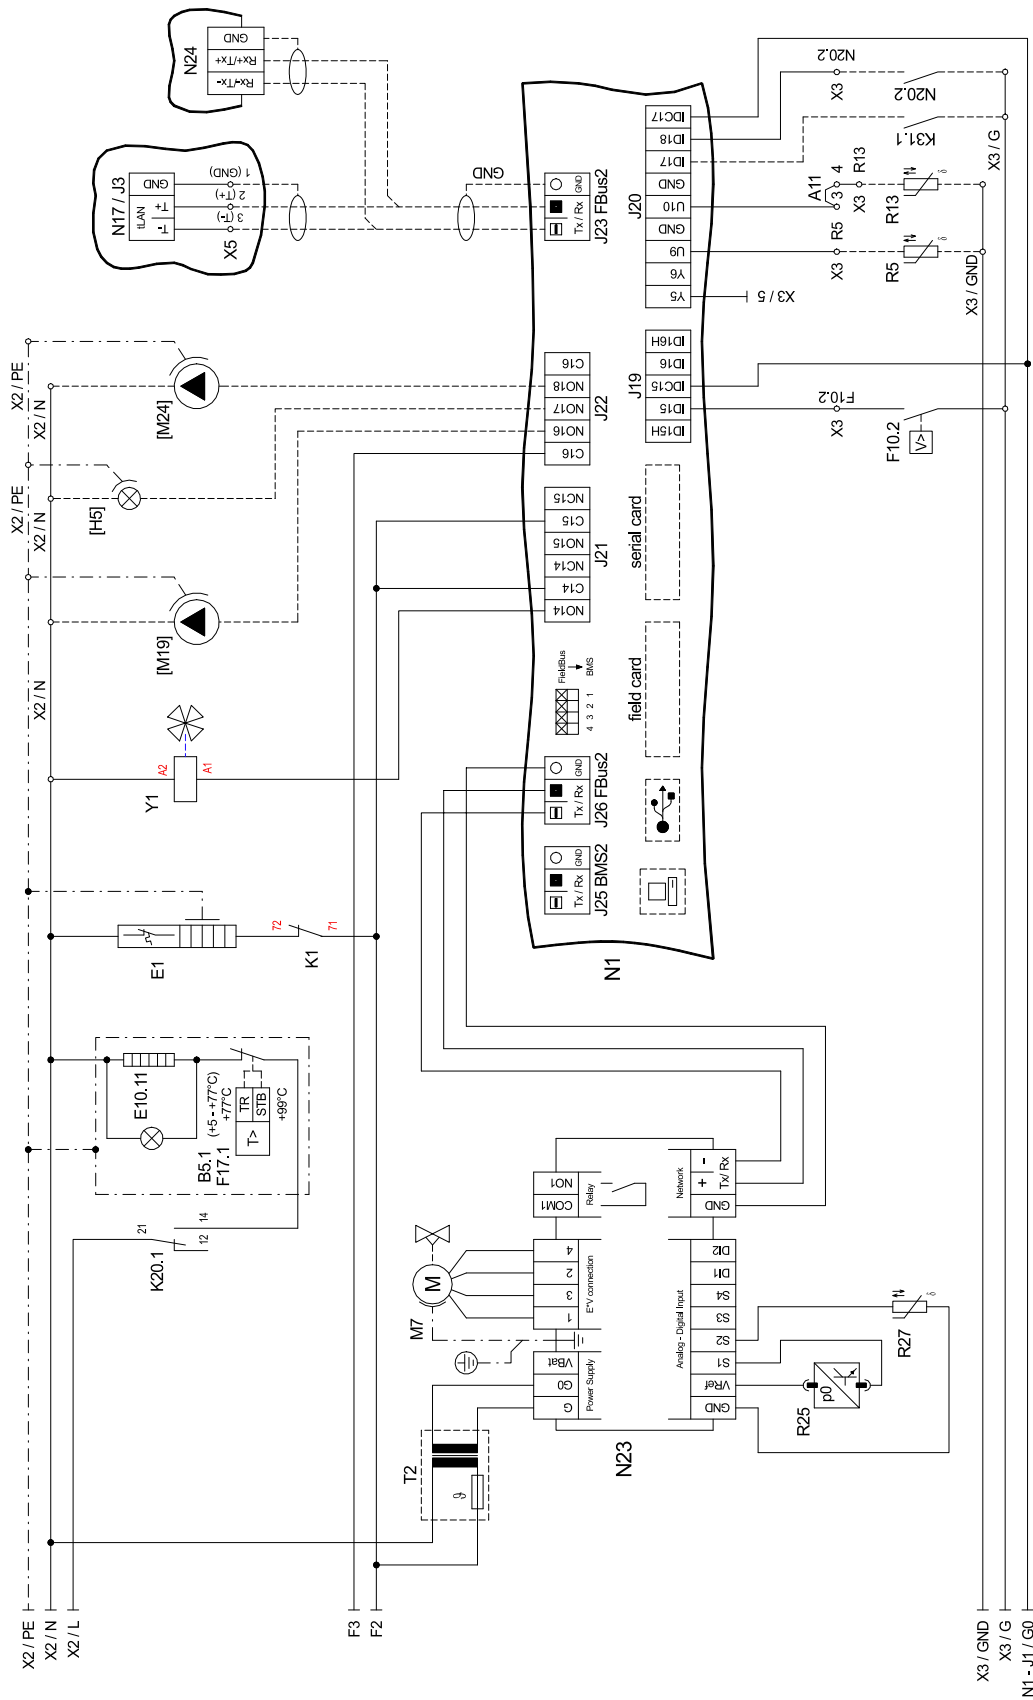 X2 / PE
X2 / N
X2 / L
F3
F2
X3 / GND
X3 / G
N1 - J1 / G0
T2
ϑ
K20.1
21
12
14
E10.11
B5.1
F17.1
(+5 - +77°C)
+77°C
TR
STB
T>
+99°C
E1
K1
72
71
Y1
A2
A1
X2 / N
[M19]
X2 / PE
X2 / N
[H5]
X2 / PE
X2 / N
[M24]
N17 / J3
tLAN
T-
T+
GND
3 (T-)
2 (T+)
1 (GND)
X5
N24
Rx-/Tx-
Rx+/Tx+
GND
GND
N23
G
G0
VBat
Power Supply
M7
M
1
3
2
4
E*V connection
COM1
NO1
Relay
GND
VRef
S1
S2
S3
S4
DI1
DI2
Analog - Digital Input
GND
+
-
Tx/ Rx
Network
R25
p0
R27
δ
N1
J25 BMS2
Tx / Rx
GND
J26 FBus2
Tx / Rx
GND
4 3 2 1
FieldBus
BMS
field card
serial card
NO14
C14
NC14
NO15
C15
NC15
J21
C16
NO16
NO17
NO18
C16
J22
J23 FBus2
Tx / Rx
GND
ID15H
ID15
IDC15
ID16
ID16H
J19
Y5
Y6
U9
GND
U10
GND
ID17
ID18
IDC17
J20
X3 / 5
X3
F10.2
F10.2
V>
X3
R5
R5
δ
X3 / GND
A11
3
4
X3
R13
R13
δ
X3 / G
K31.1
X3
N20.2
N20.2